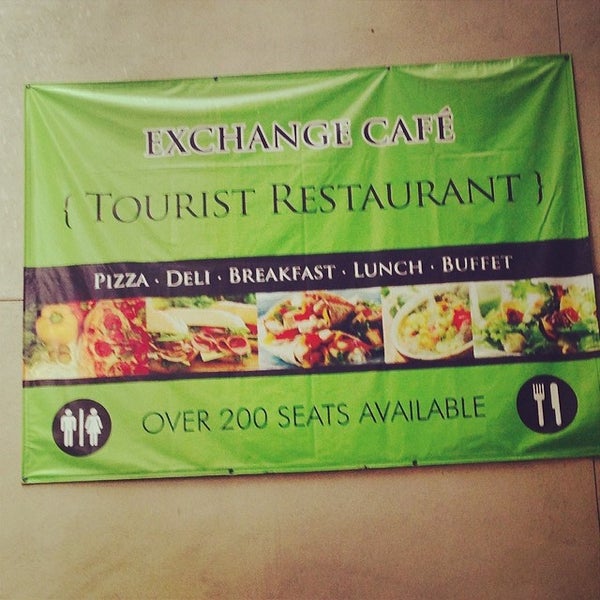 EXCHANGE CAFÉ
{ TOURIST RESTAURANT }
PIZZA · DELI · BREAKFAST · LUNCH · BUFFET
OVER 200 SEATS AVAILABLE